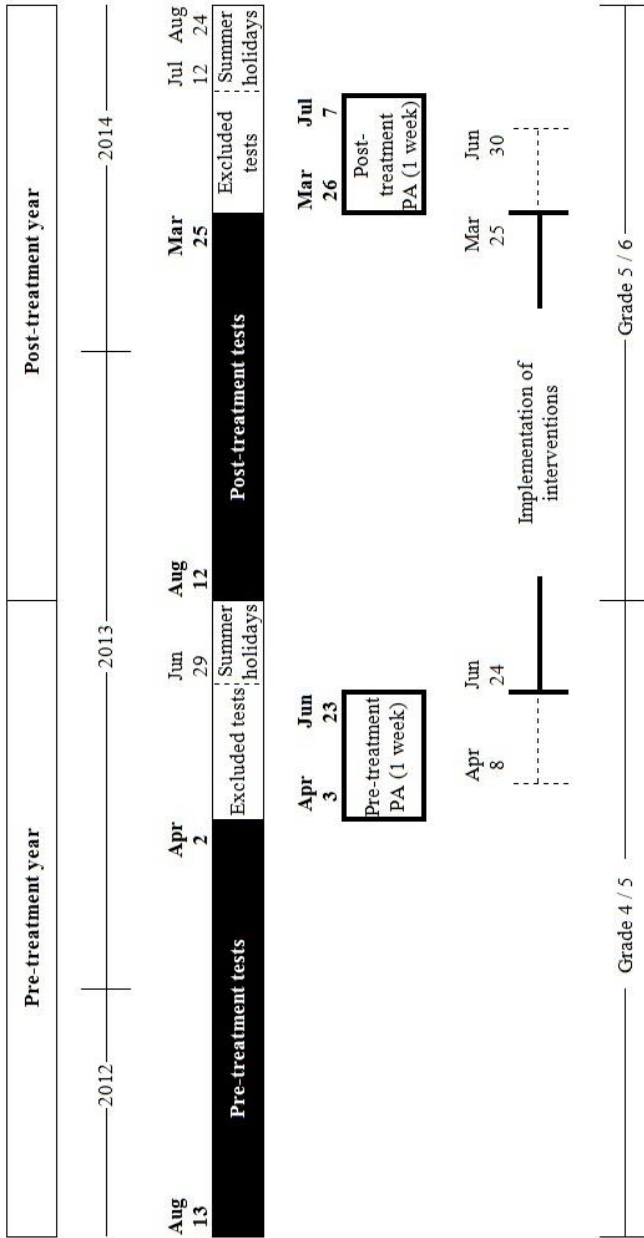 Pre-treatment year
Post-treatment year
2012
2013
2014
Aug
13
Apr
2
Jun
29
Aug
12
Mar
25
Jul
12
Aug
24
Pre-treatment tests
Excluded tests
Summer
holidays
Post-treatment tests
Excluded
tests
Summer
holidays
Apr
3
Jun
23
Mar
26
Jul
7
Pre-treatment
PA (1 week)
Post-
treatment
PA (1 week)
Apr
8
Jun
24
Implementation of
interventions
Mar
25
Jun
30
Grade 4 / 5
Grade 5 / 6